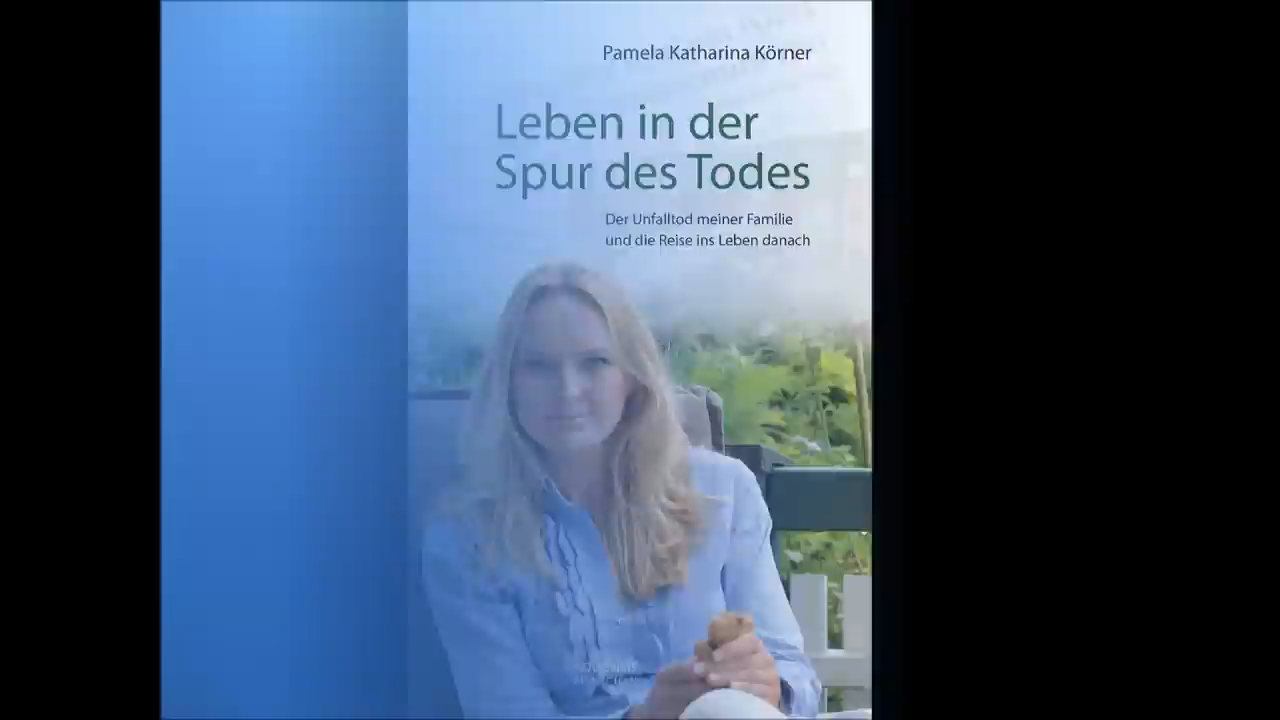 Pamela Katharina Körner
Leben in der
Spur des Todes
Der Unfalltod meiner Familie
und die Reise ins Leben danach